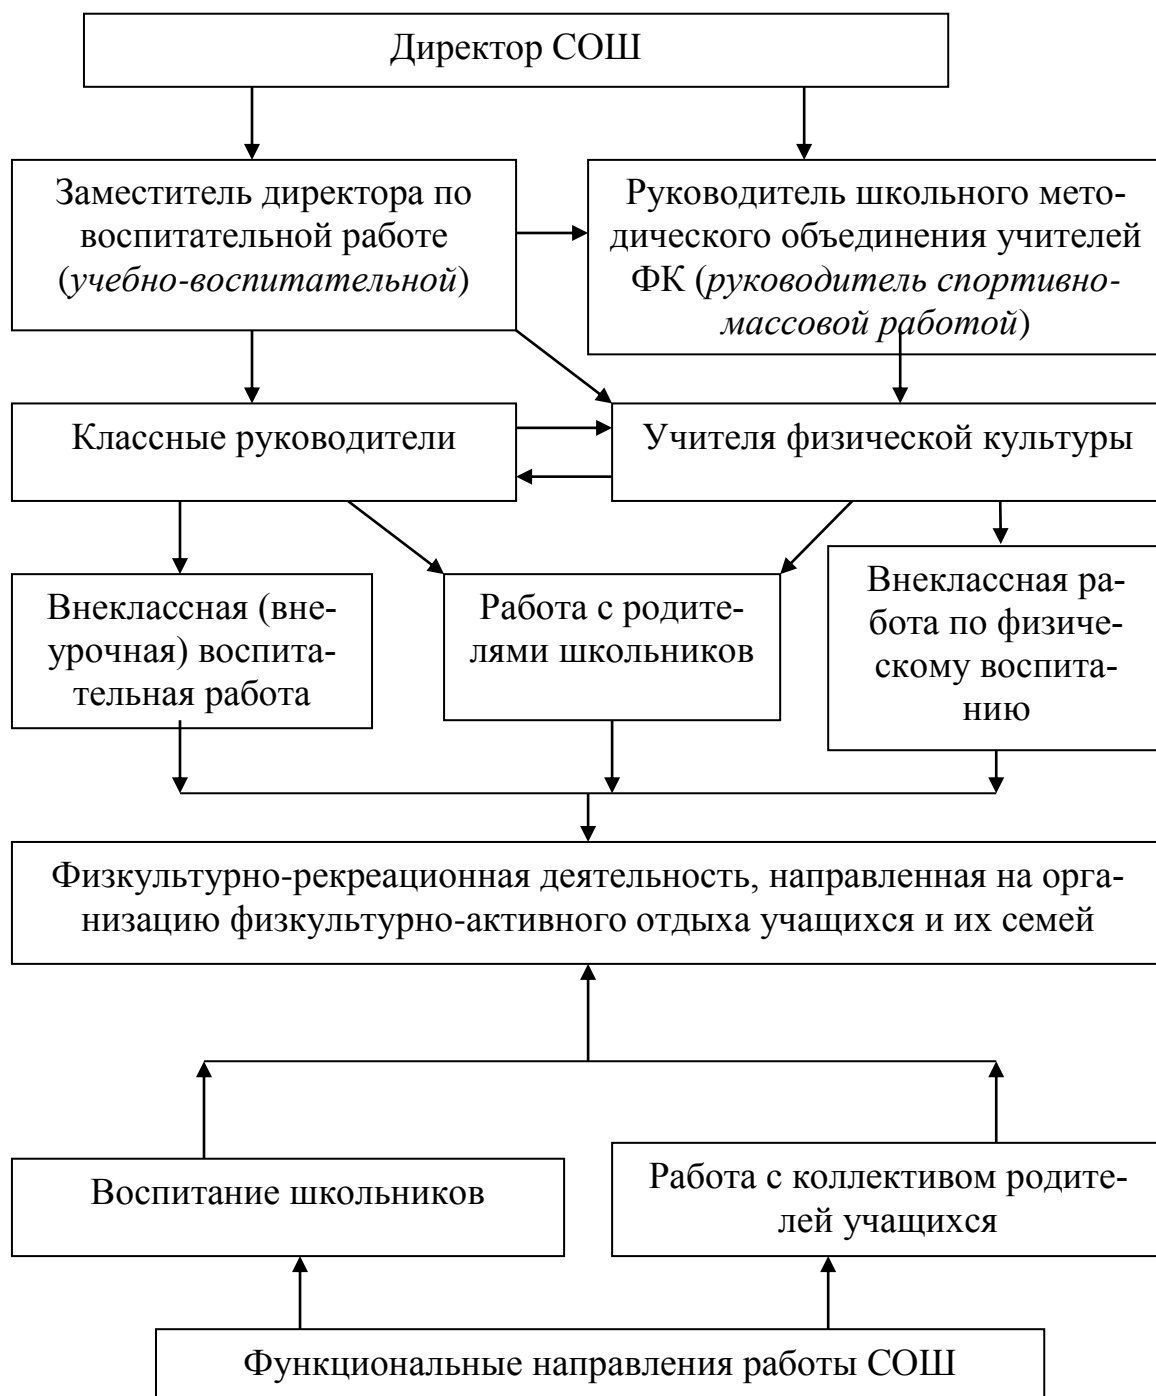 Директор СОШ
Заместитель директора по
воспитательной работе
(учебно-воспитательной)
Руководитель школьного мето-
дического объединения учителей
ФК (руководитель спортивно-
массовой работой)
Классные руководители
Учителя физической культуры
Внеклассная (вне-
урочная) воспита-
тельная работа
Работа с родите-
лями школьников
Внеклассная ра-
бота по физиче-
скому воспита-
нию
Физкультурно-рекреационная деятельность, направленная на орга-
низацию физкультурно-активного отдыха учащихся и их семей
Воспитание школьников
Работа с коллективом родите-
лей учащихся
Функциональные направления работы СОШ